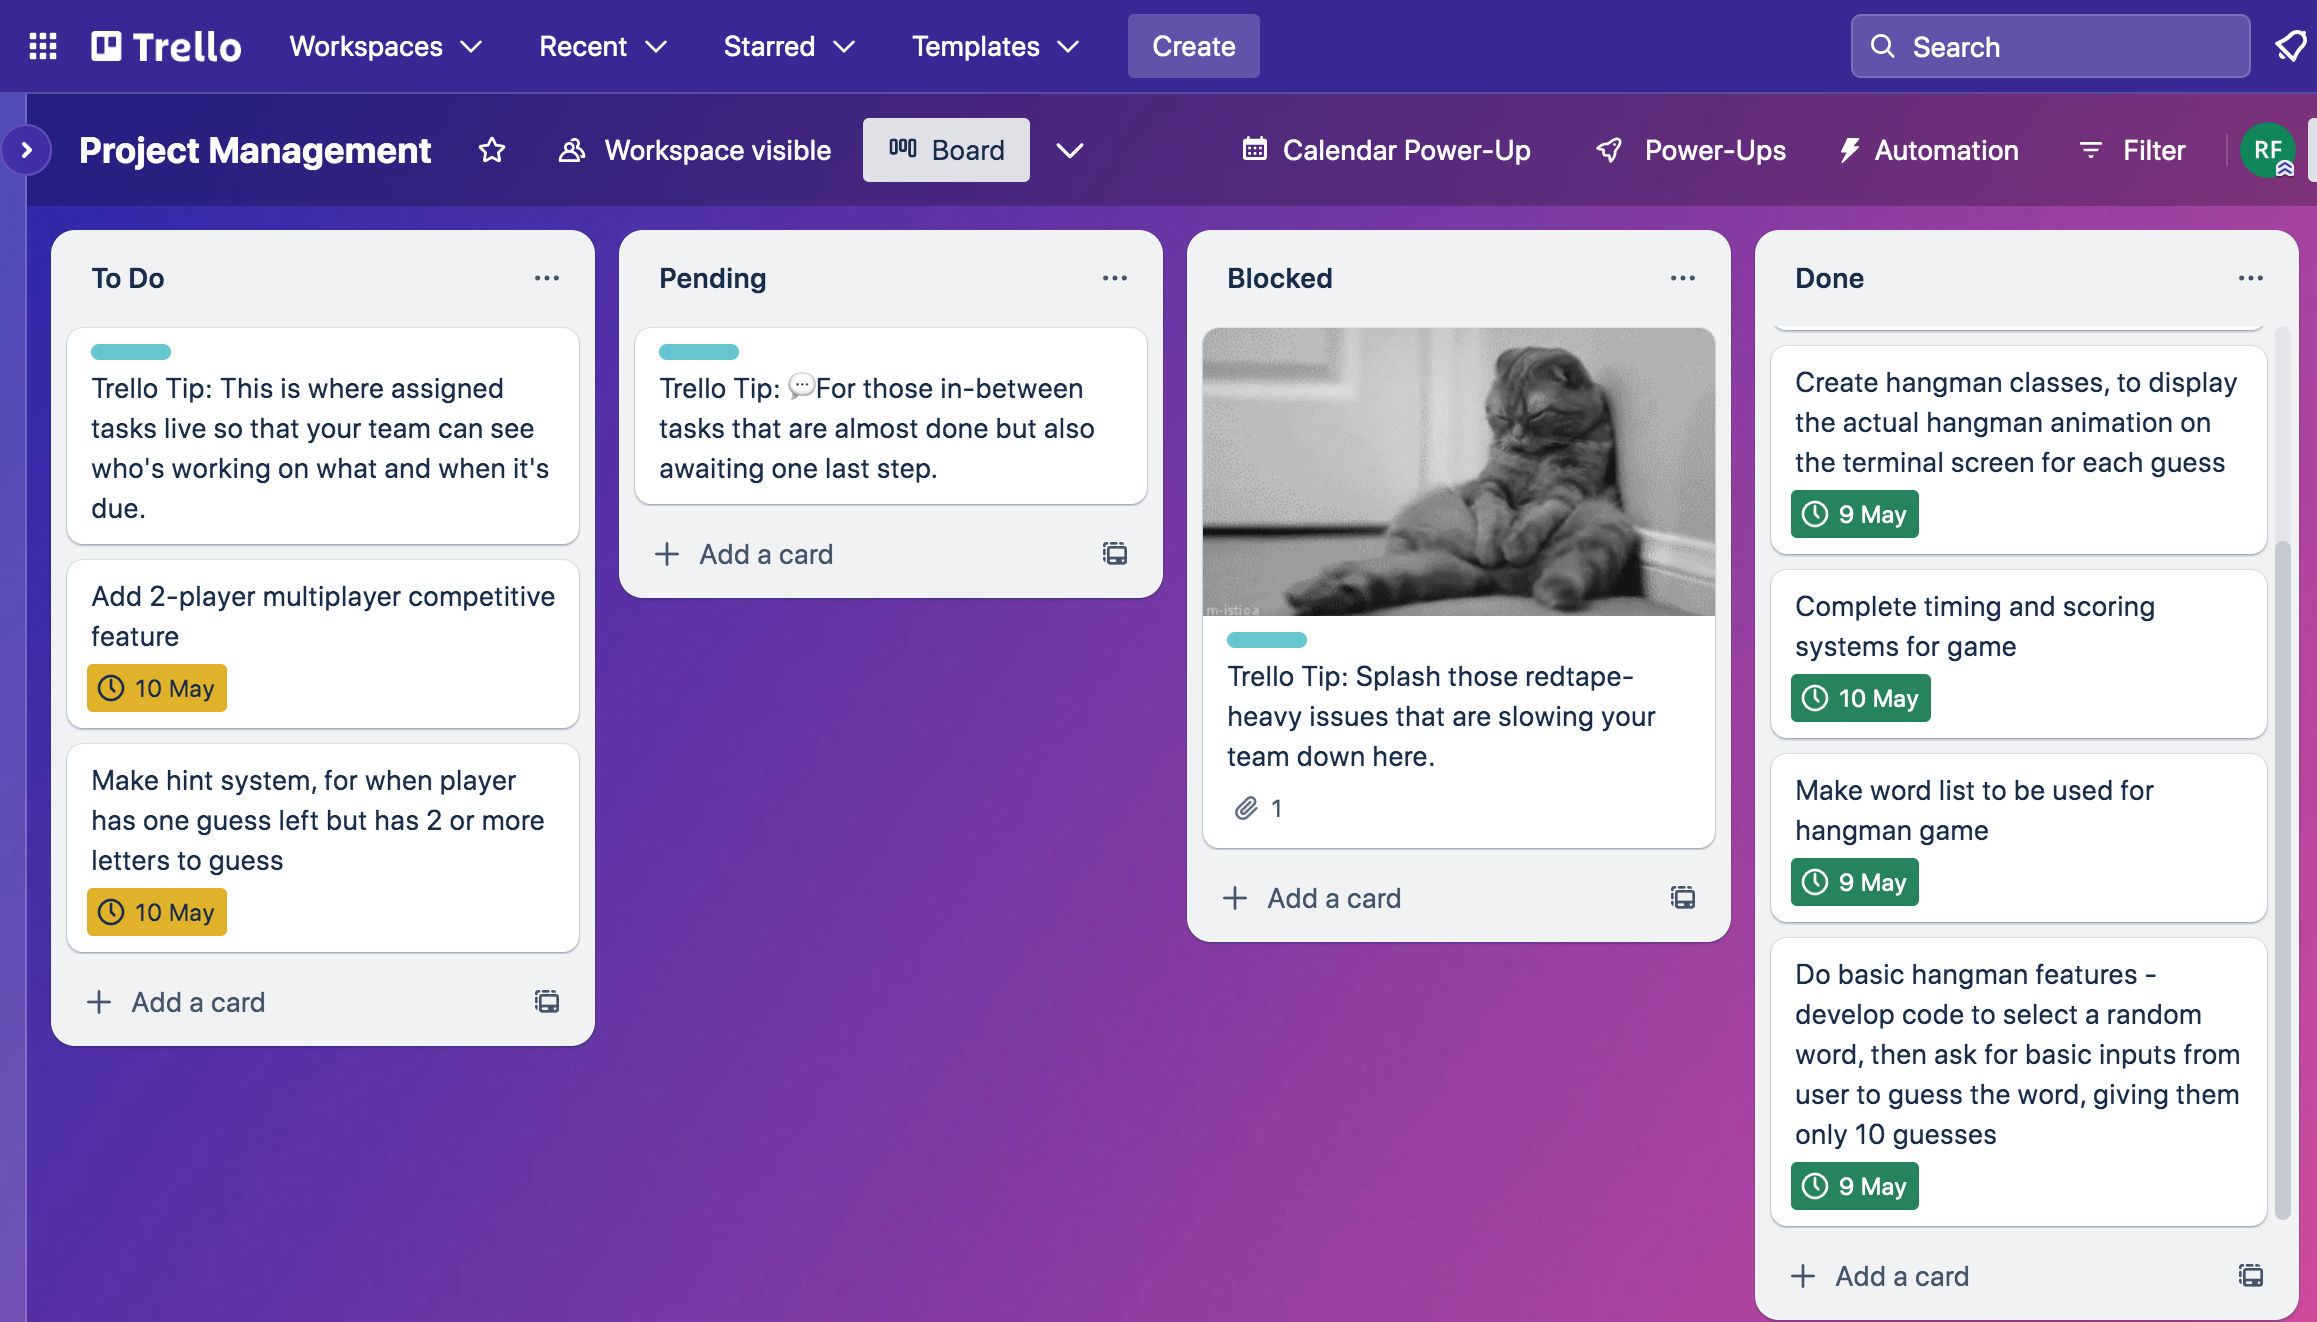 Trello
Workspaces
Recent
Starred
Templates
Create
Search
Project Management
Workspace visible
Board
Calendar Power-Up
Power-Ups
Automation
Filter
RF
To Do
Trello Tip: This is where assigned
tasks live so that your team can see
who's working on what and when it's
due.
Add 2-player multiplayer competitive
feature
10 May
Make hint system, for when player
has one guess left but has 2 or more
letters to guess
10 May
Add a card
Pending
Trello Tip: 💬For those in-between
tasks that are almost done but also
awaiting one last step.
Add a card
Blocked
m-istica
Trello Tip: Splash those redtape-
heavy issues that are slowing your
team down here.
1
Add a card
Done
Create hangman classes, to display
the actual hangman animation on
the terminal screen for each guess
9 May
Complete timing and scoring
systems for game
10 May
Make word list to be used for
hangman game
9 May
Do basic hangman features -
develop code to select a random
word, then ask for basic inputs from
user to guess the word, giving them
only 10 guesses
9 May
Add a card